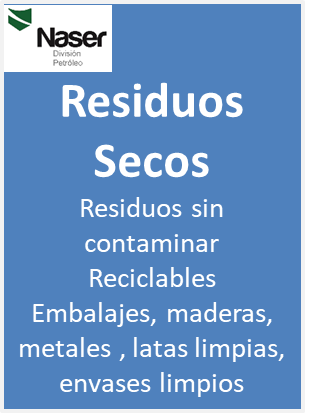 Naser
División
Petróleo
Residuos
Secos
Residuos sin
contaminar
Reciclables
Embalajes, maderas,
metales , latas limpias,
envases limpios